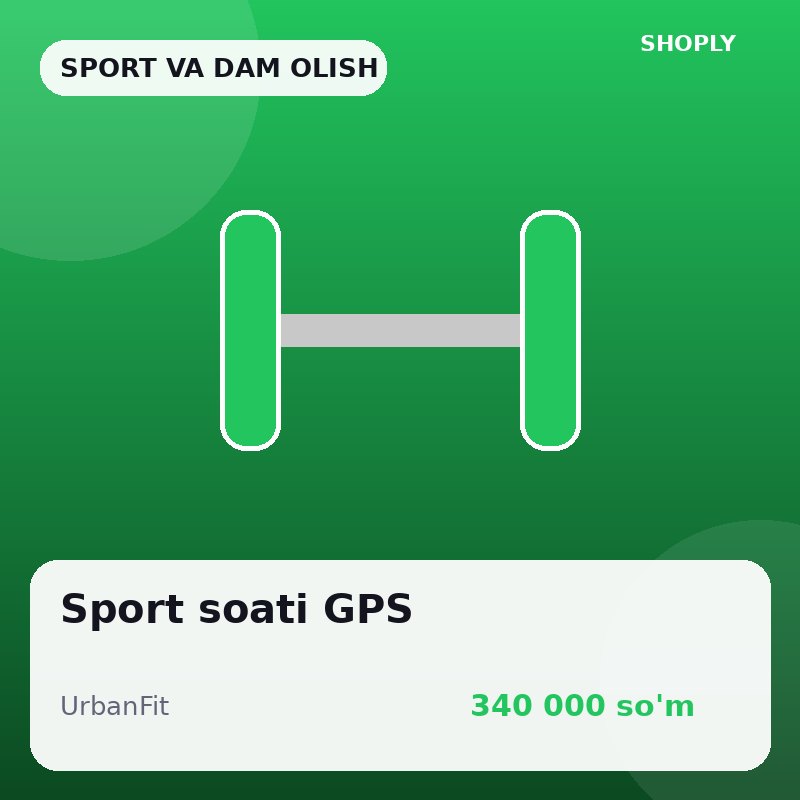 SPORT VA DAM OLISH
SHOPLY
Sport soati GPS
UrbanFit
340 000 so'm